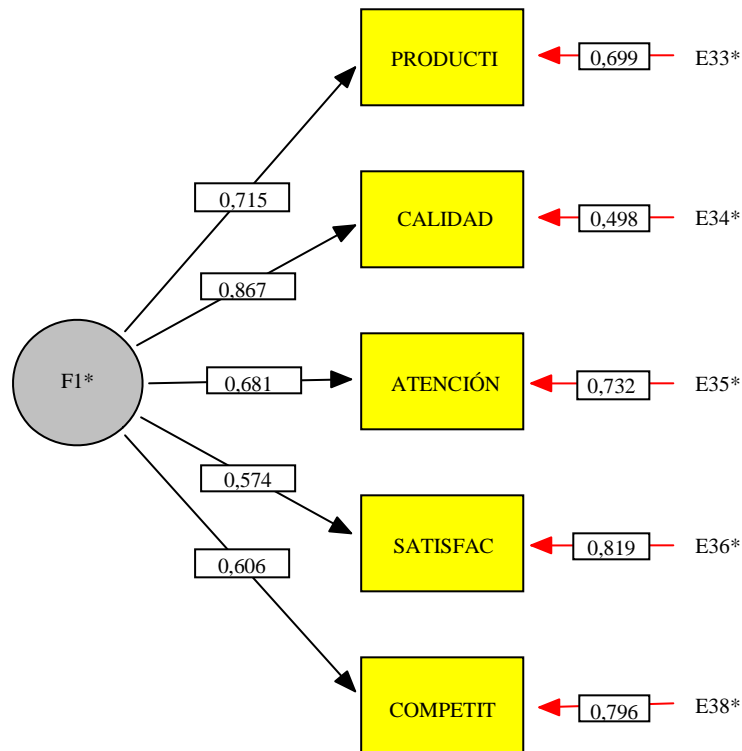 PRODUCTI
0,699
E33*
0,715
CALIDAD
0,498
E34*
0,867
F1*
0,681
ATENCIÓN
0,732
E35*
0,574
SATISFAC
0,819
E36*
0,606
COMPETIT
0,796
E38*